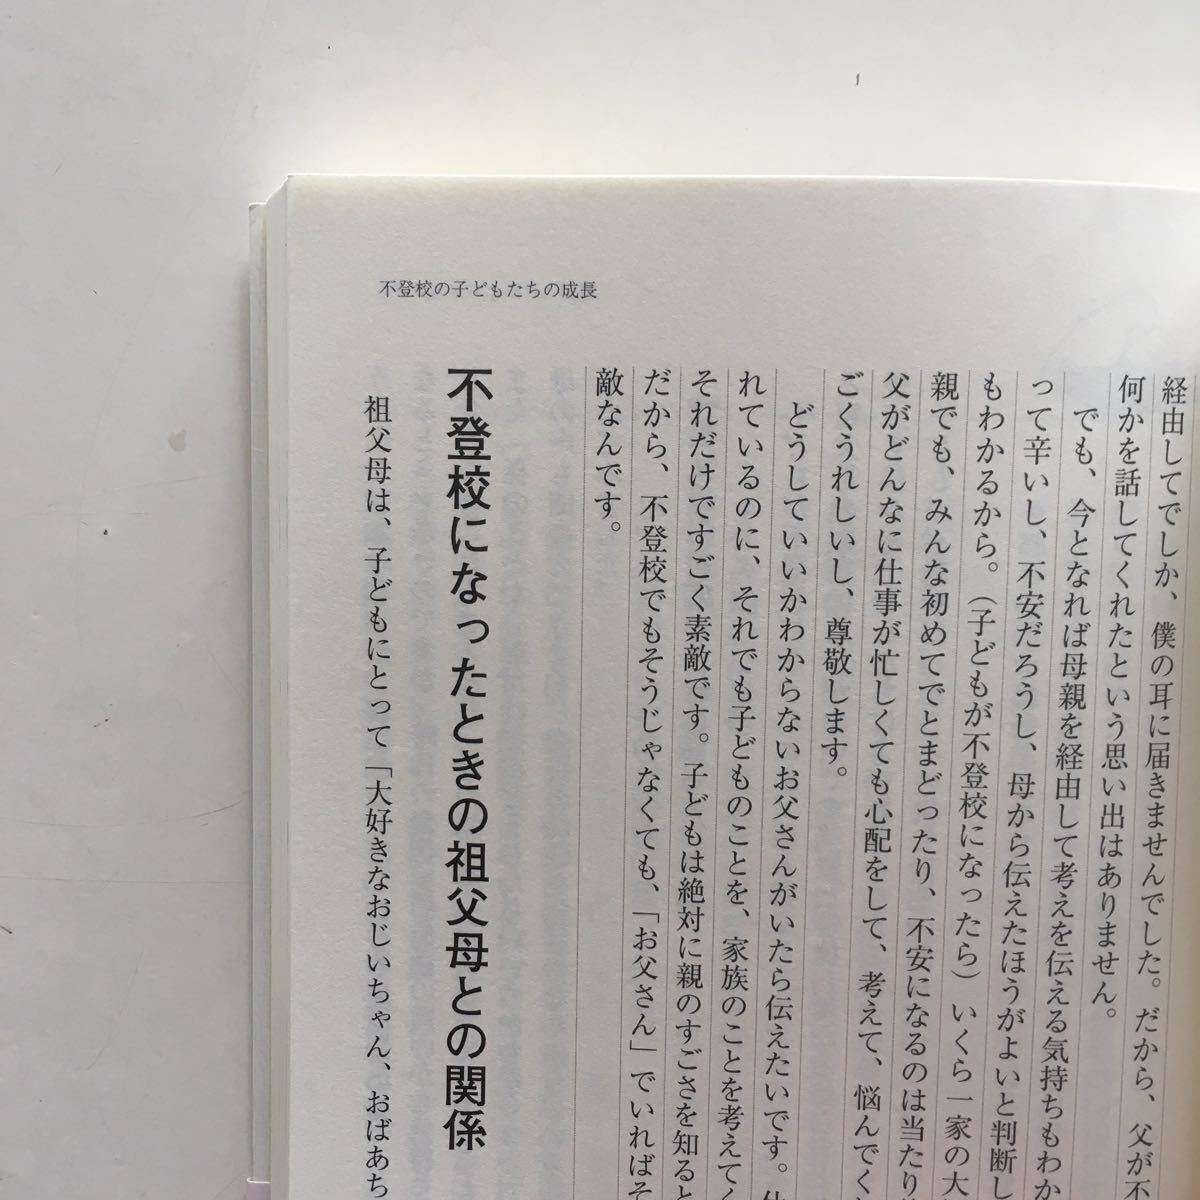 不登校の子どもたちの成長
経由してでしか、僕の耳に届きませんでした。だから、父が不
何かを話してくれたという思い出はありません。
でも、今となれば母親を経由して考えを伝える気持ちもわか
って辛いし、不安だろうし、母から伝えたほうがよいと判断し
もわかるから。（子どもが不登校になったら）いくら一家の大
親でも、みんな初めてでとまどったり、不安になるのは当たり
父がどんなに仕事が忙しくても心配をして、考えて、悩んでく
ごくうれしいし、尊敬します。
どうしていいかわからないお父さんがいたら伝えたいです。
れているのに、それでも子どものことを、家族のことを考えて
それだけですごく素敵です。子どもは絶対に親のすごさを知ると
だから、不登校でもそうじゃなくても、「お父さん」でいればそ
敵なんです。
不登校になったときの祖父母との関係
祖父母は、子どもにとって「大好きなおじいちゃん、おばあち